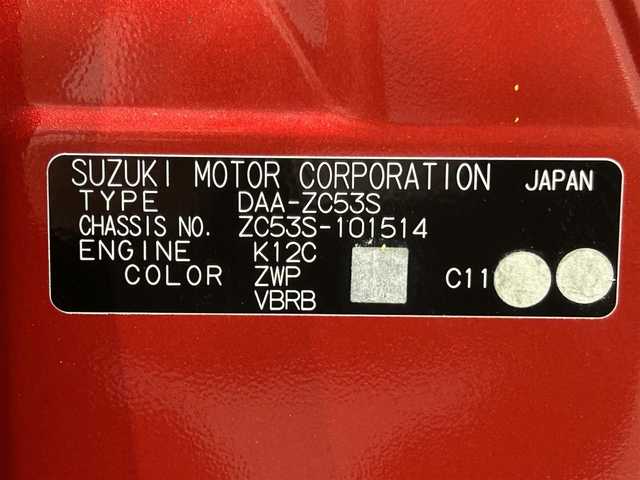 SUZUKI MOTOR CORPORATION JAPAN
TYPE DAA-ZC53S
CHASSIS NO. ZC53S-101514
ENGINE K12C
COLOR ZWP C11
VBRB